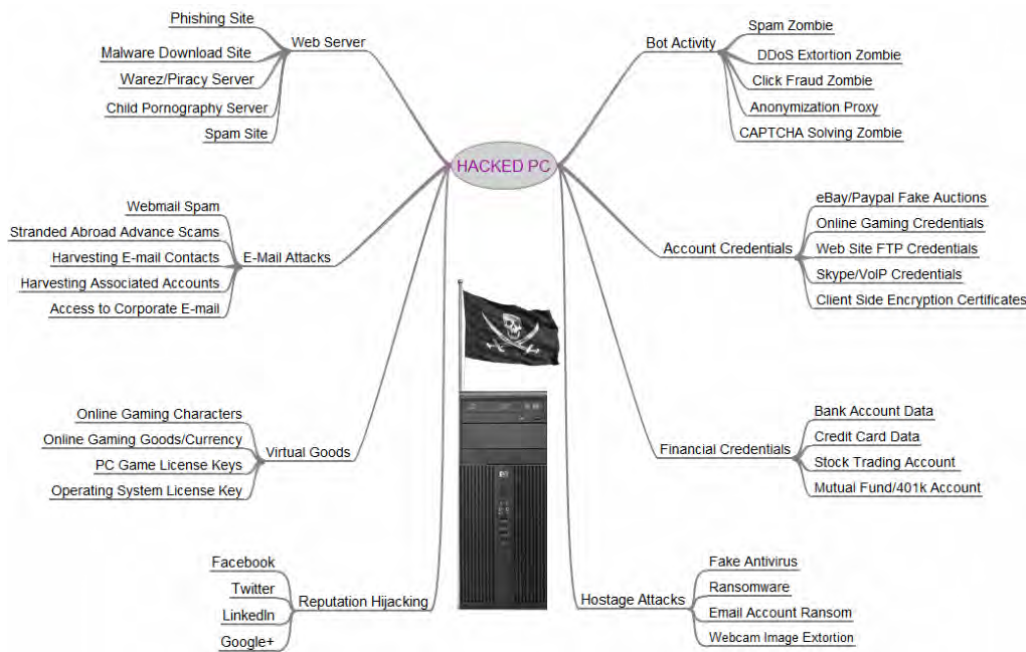 HACKED PC
Web Server
Phishing Site
Malware Download Site
Warez/Piracy Server
Child Pornography Server
Spam Site
E-Mail Attacks
Webmail Spam
Stranded Abroad Advance Scams
Harvesting E-mail Contacts
Harvesting Associated Accounts
Access to Corporate E-mail
Virtual Goods
Online Gaming Characters
Online Gaming Goods/Currency
PC Game License Keys
Operating System License Key
Reputation Hijacking
Facebook
Twitter
LinkedIn
Google+
Bot Activity
Spam Zombie
DDoS Extortion Zombie
Click Fraud Zombie
Anonymization Proxy
CAPTCHA Solving Zombie
Account Credentials
eBay/Paypal Fake Auctions
Online Gaming Credentials
Web Site FTP Credentials
Skype/VoIP Credentials
Client Side Encryption Certificates
Financial Credentials
Bank Account Data
Credit Card Data
Stock Trading Account
Mutual Fund/401k Account
Hostage Attacks
Fake Antivirus
Ransomware
Email Account Ransom
Webcam Image Extortion
hp